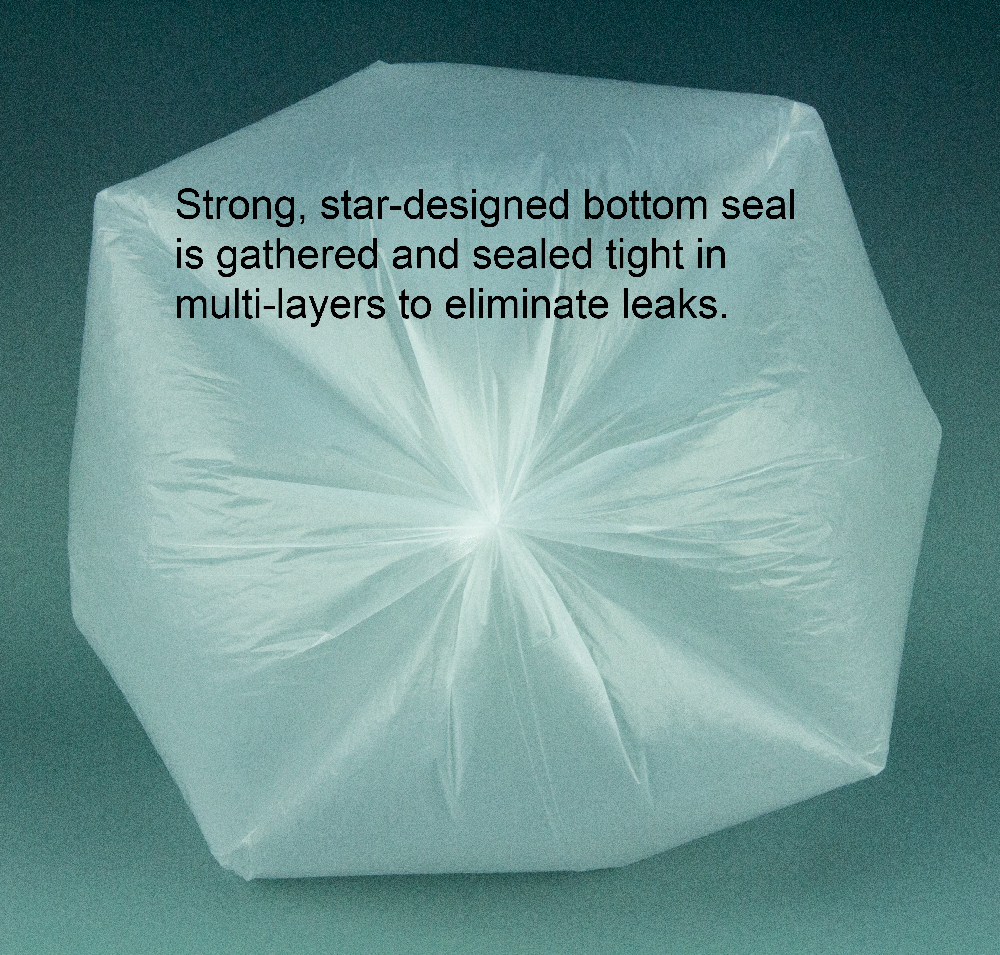 Strong, star-designed bottom seal
is gathered and sealed tight in
multi-layers to eliminate leaks.